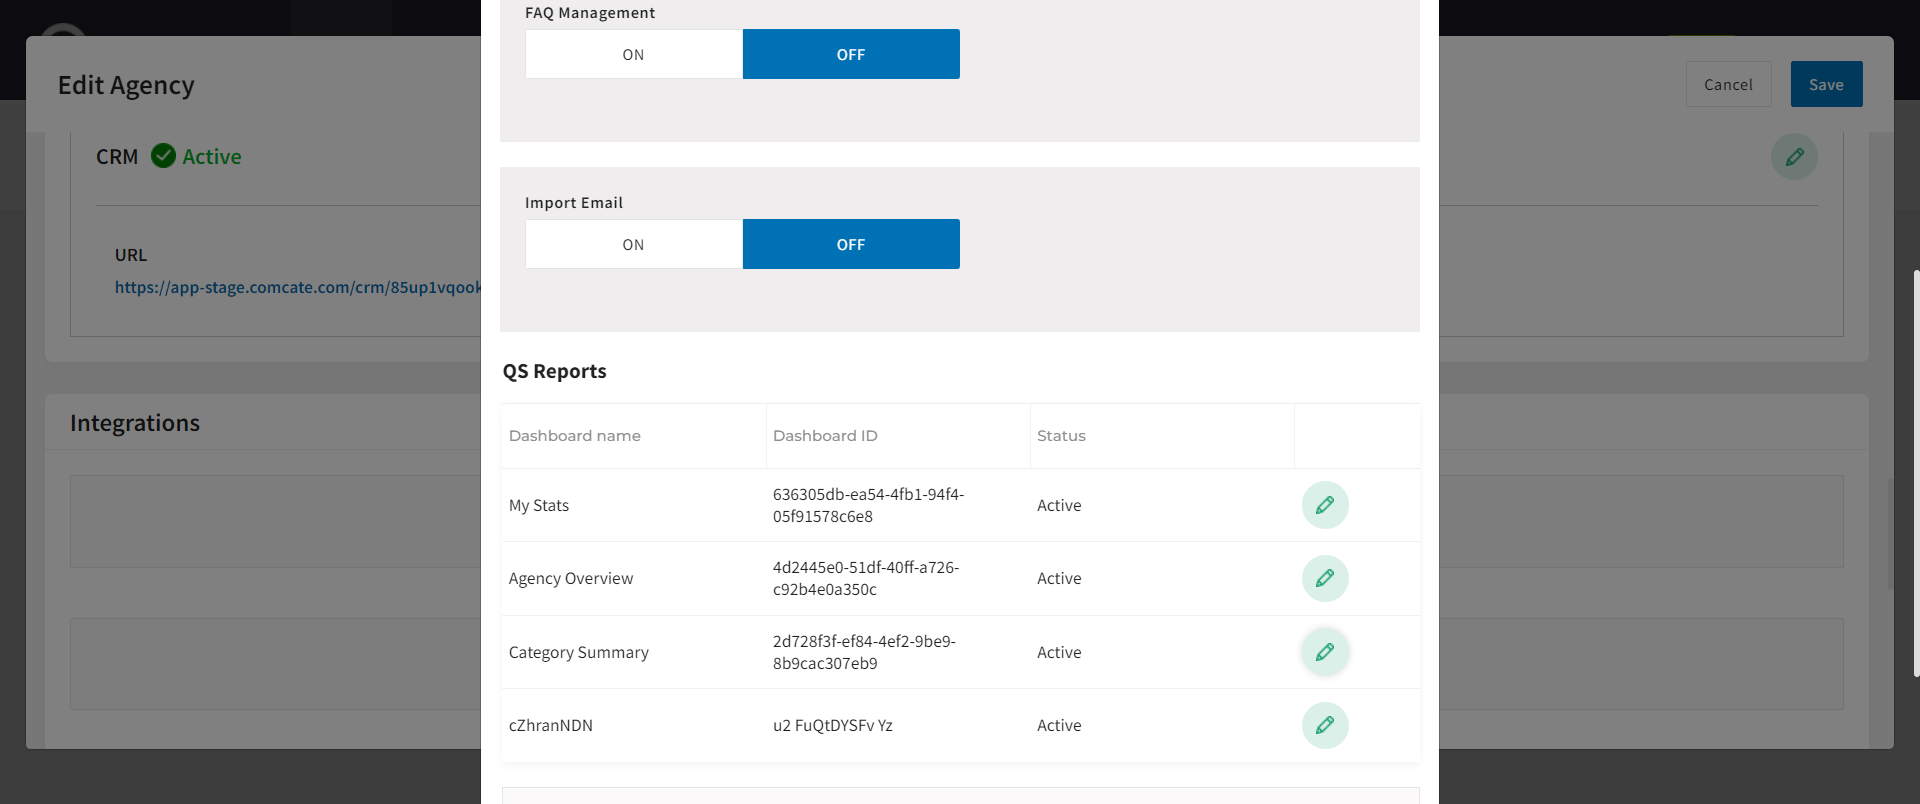 FAQ Management
ON OFF
Edit Agency
Cancel Save
CRM Active
Import Email
ON OFF
URL
https://app-stage.comcate.com/crm/85up1vqook
QS Reports
Integrations
Dashboard name Dashboard ID Status
My Stats 636305db-ea54-4fb1-94f4-
05f91578c6e8 Active
Agency Overview 4d2445e0-51df-40ff-a726-
c92b4e0a350c Active
Category Summary 2d728f3f-ef84-4ef2-9be9-
8b9cac307eb9 Active
cZhranNDN u2 FuQtDYSFv Yz Active